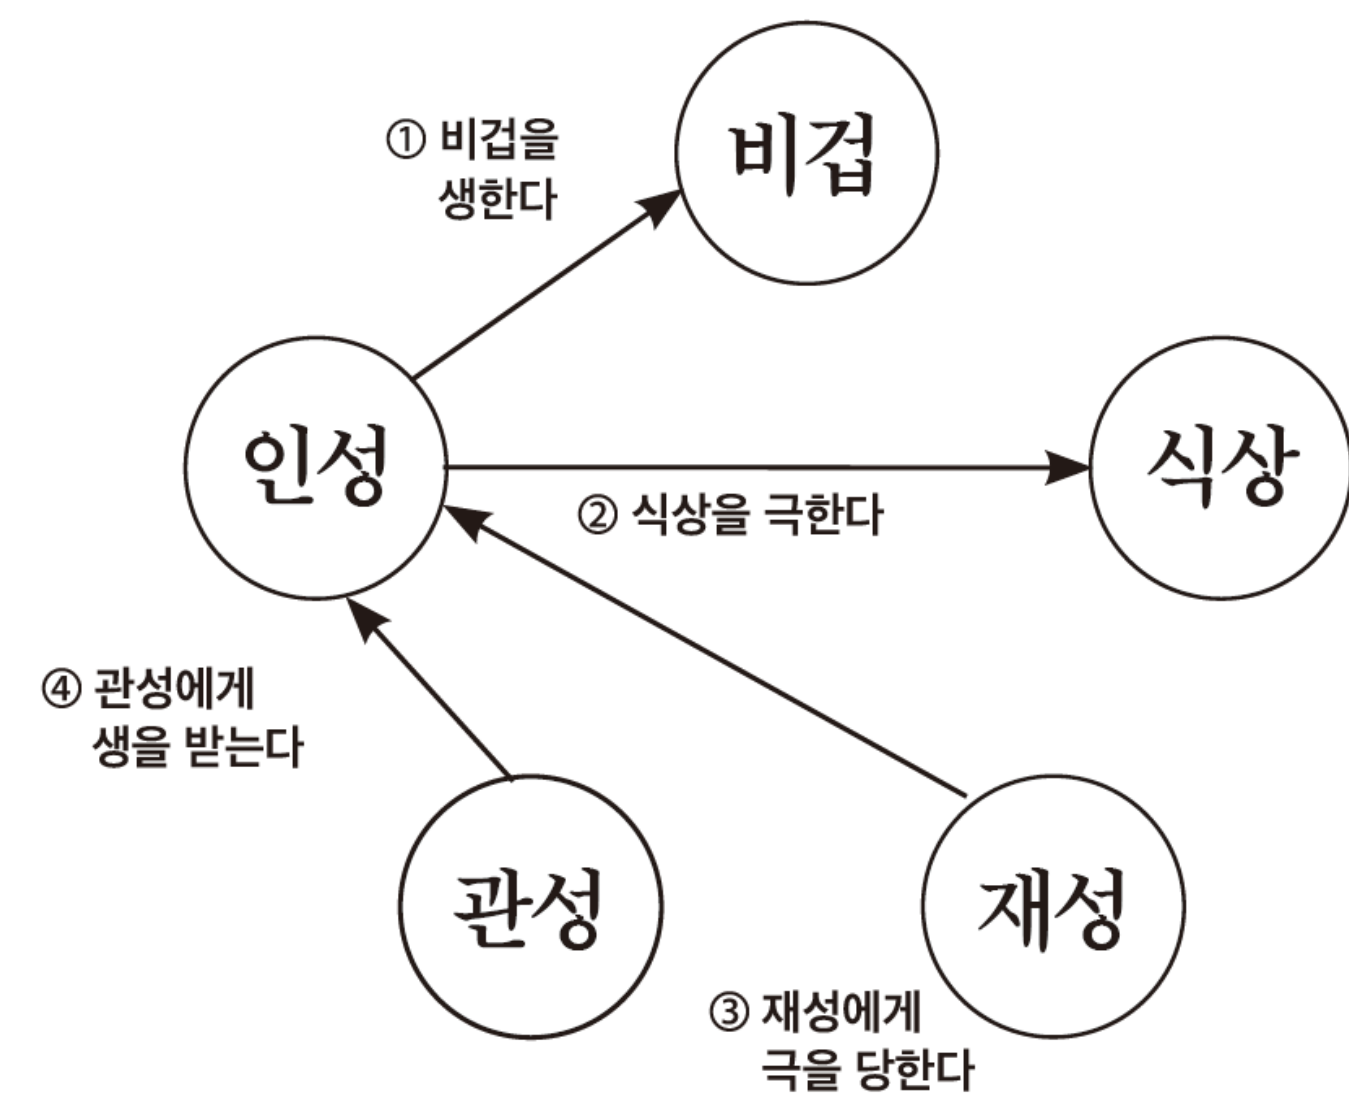 비겁
① 비겁을
생한다
인성
식상
② 식상을 극한다
④ 관성에게
생을 받는다
관성
재성
③ 재성에게
극을 당한다